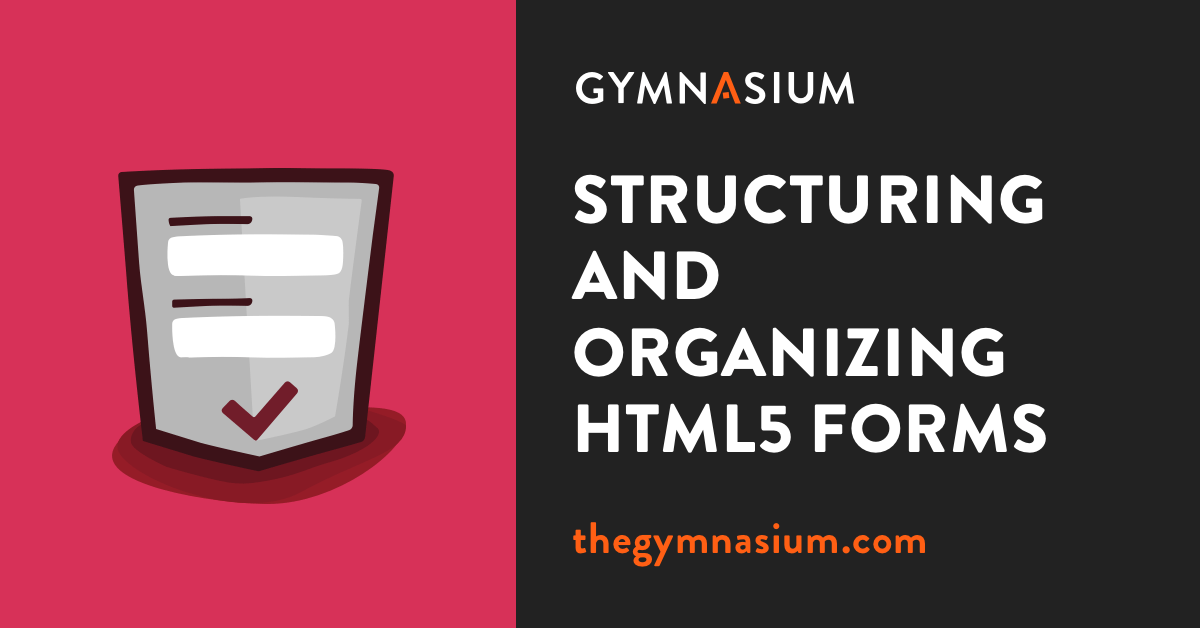 GYMNASIUM
STRUCTURING
AND
ORGANIZING
HTML5 FORMS
thegymnasium.com